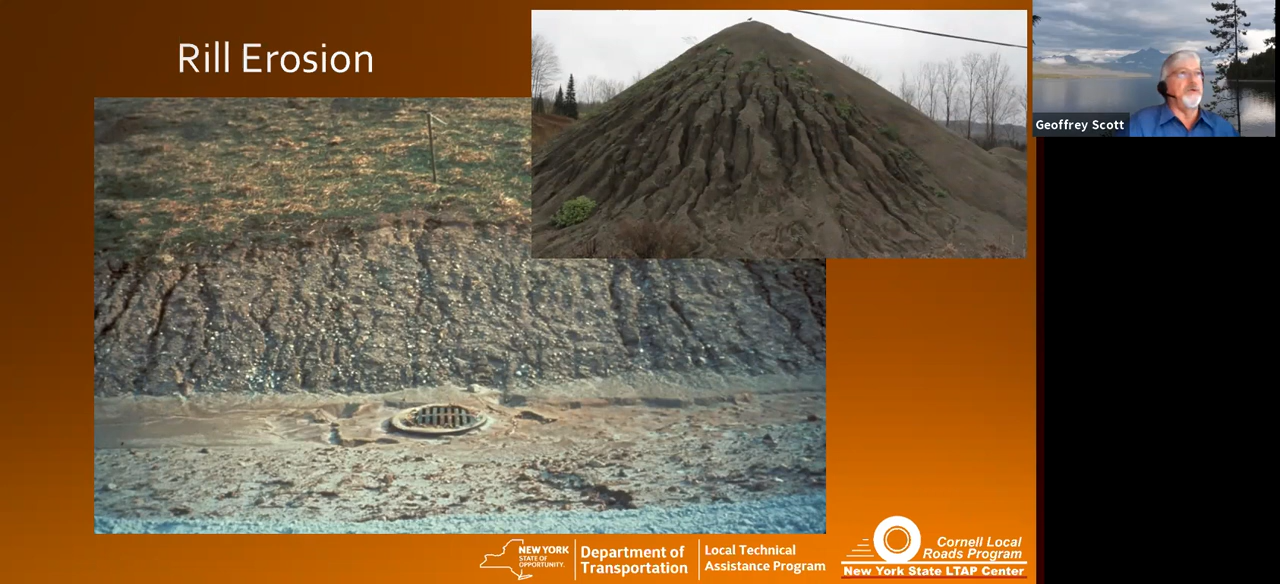 Rill Erosion
Geoffrey Scott
NEW YORK
STATE OF
OPPORTUNITY.
Department of
Transportation
Local Technical
Assistance Program
Cornell Local
Roads Program
New York State LTAP Center